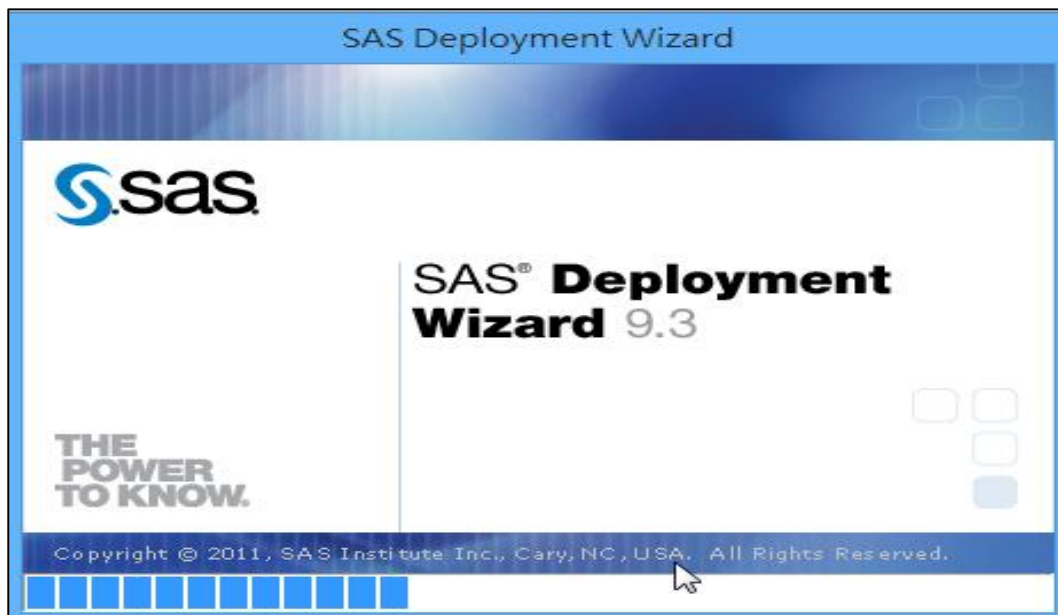 SAS Deployment Wizard
S.sas
SAS® Deployment
Wizard 9.3
THE
POWER
TO KNOW.
Copyright © 2011, SAS Institute Inc., Cary, NC, USA. All Rights Reserved.